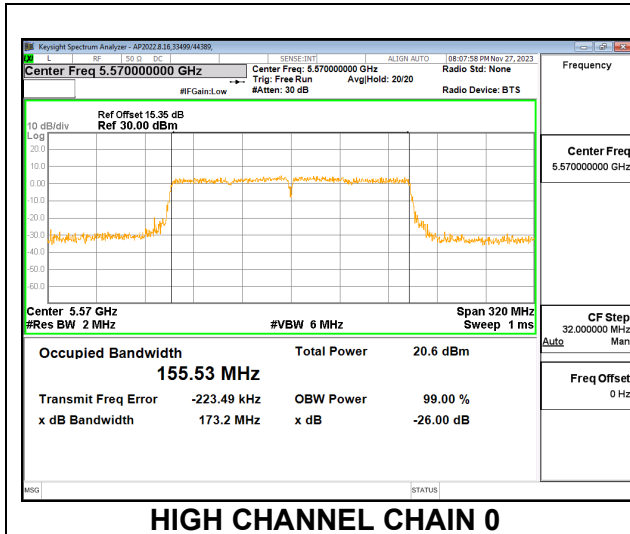 Keysight Spectrum Analyzer - AP2022.8.16,33499/44389,
L RF 50 Ω DC SENSE:INT ALIGN AUTO 08:07:58 PM Nov 27, 2023
Center Freq 5.570000000 GHz
Center Freq: 5.570000000 GHz
Radio Std: None
Trig: Free Run Avg|Hold: 20/20
#IFGain:Low #Atten: 30 dB Radio Device: BTS
Frequency
Ref Offset 15.35 dB
10 dB/div Ref 30.00 dBm
Log
20.0
10.0
0.00
-10.0
-20.0
-30.0
-40.0
-50.0
-60.0
Center 5.57 GHz Span 320 MHz
#Res BW 2 MHz #VBW 6 MHz Sweep 1 ms
Center Freq
5.570000000 GHz
CF Step
32.000000 MHz
Auto Man
Freq Offset
0 Hz
Occupied Bandwidth Total Power 20.6 dBm
155.53 MHz
Transmit Freq Error -223.49 kHz OBW Power 99.00 %
x dB Bandwidth 173.2 MHz x dB -26.00 dB
MSG STATUS
HIGH CHANNEL CHAIN 0